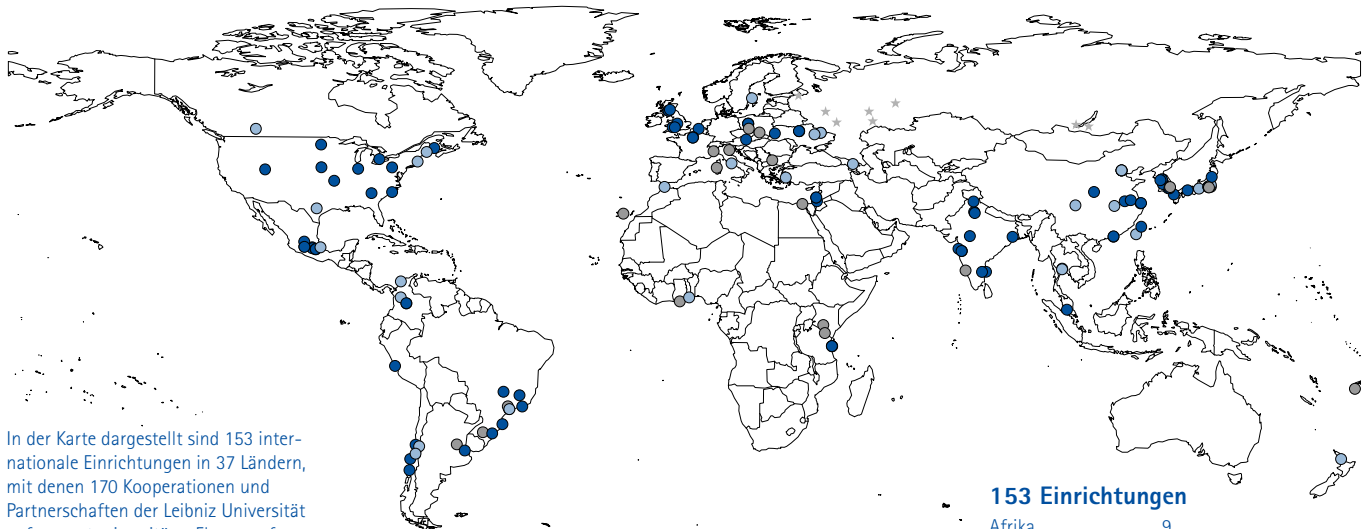 In der Karte dargestellt sind 153 inter-
nationale Einrichtungen in 37 Ländern,
mit denen 170 Kooperationen und
Partnerschaften der Leibniz Universität
153 Einrichtungen
Afrika 9